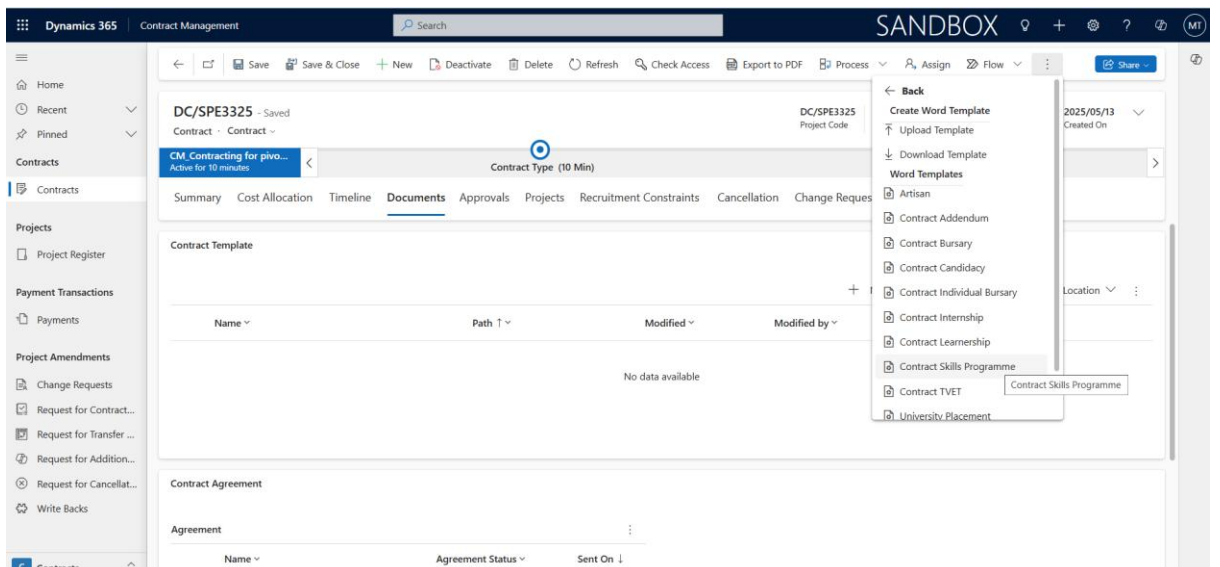 Dynamics 365 Contract Management Search SANDBOX + ? MT
Save Save & Close New Deactivate Delete Refresh Check Access Export to PDF Process Assign Flow Share
Home
Recent
Pinned
Contracts
Contracts
Projects
Project Register
Payment Transactions
Payments
Project Amendments
Change Requests
Request for Contract...
Request for Transfer ...
Request for Addition...
Request for Cancellat...
Write Backs
DC/SPE3325 - Saved
Contract · Contract
DC/SPE3325
Project Code
2025/05/13
Created On
CM_Contracting for pivo...
Active for 10 minutes
Contract Type (10 Min)
Summary Cost Allocation Timeline Documents Approvals Projects Recruitment Constraints Cancellation Change Reques
Contract Template
Location
Name Path ↑ Modified Modified by
No data available
Contract Agreement
Agreement
Name Agreement Status Sent On ↓
Back
Create Word Template
Upload Template
Download Template
Word Templates
Artisan
Contract Addendum
Contract Bursary
Contract Candidacy
Contract Individual Bursary
Contract Internship
Contract Learnership
Contract Skills Programme
Contract Skills Programme
Contract TVET
University Placement